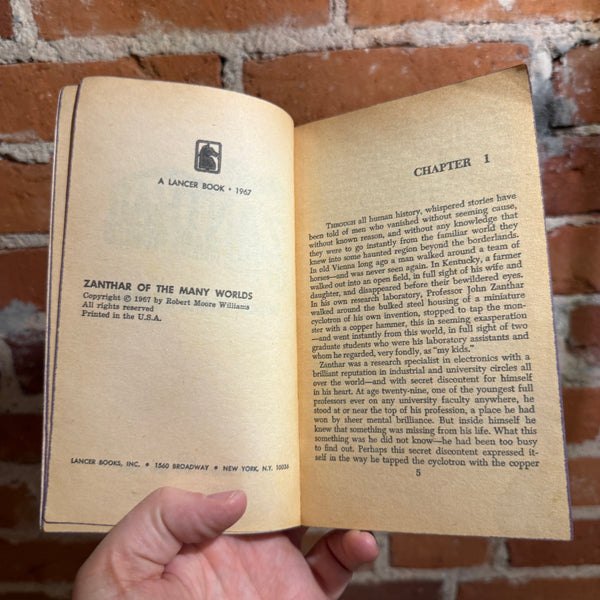 A LANCER BOOK • 1967
ZANTHAR OF THE MANY WORLDS
Copyright © 1967 by Robert Moore Williams
All rights reserved
Printed in the U.S.A.
LANCER BOOKS, INC. • 1560 BROADWAY • NEW YORK, N.Y. 10036
CHAPTER 1
THROUGH all human history, whispered stories have
been told of men who vanished without seeming cause,
without known reason, and without any knowledge that
they were to go instantly from the familiar world they
knew into some haunted region beyond the borderlands.
In old Vienna long ago a man walked around a team of
horses—and was never seen again. In Kentucky, a farmer
walked out into an open field, in full sight of his wife and
daughter, and disappeared before their bewildered eyes.
In his own research laboratory, Professor John Zanthar
walked around the bulked steel housing of a miniature
cyclotron of his own invention, stopped to tap the mon-
ster with a copper hammer, this in seeming exasperation
—and went instantly from this world, in full sight of two
graduate students who were his laboratory assistants and
whom he regarded, very fondly, as "my kids."
Zanthar was a research specialist in electronics with a
brilliant reputation in industrial and university circles all
over the world—and with secret discontent for himself
in his heart. At age twenty-nine, one of the youngest full
professors ever on any university faculty anywhere, he
stood at or near the top of his profession, a place he had
won by sheer mental brilliance. But inside himself he
knew that something was missing from his life. What this
something was he did not know—he had been too busy
to find out. Perhaps this secret discontent expressed it-
self in the way he tapped the cyclotron with the copper
5